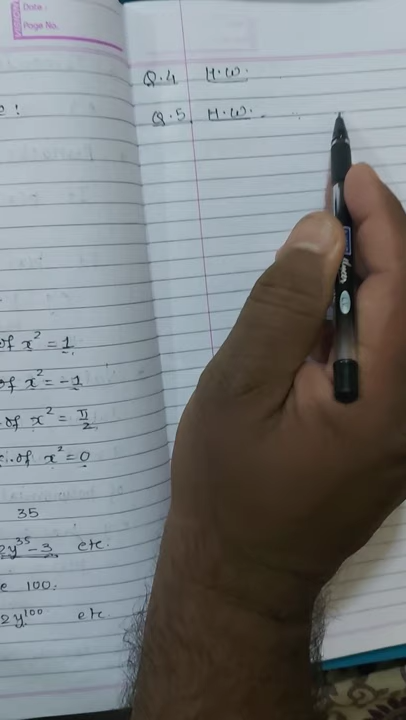 Date :
Page No.
Q.4 H.W.
Q.5 H.W.
of x² = 1
of x² = -1
of x² = π/2
of x² = 0
35
2y³⁵ - 3 etc.
100.
2y¹⁰⁰ etc